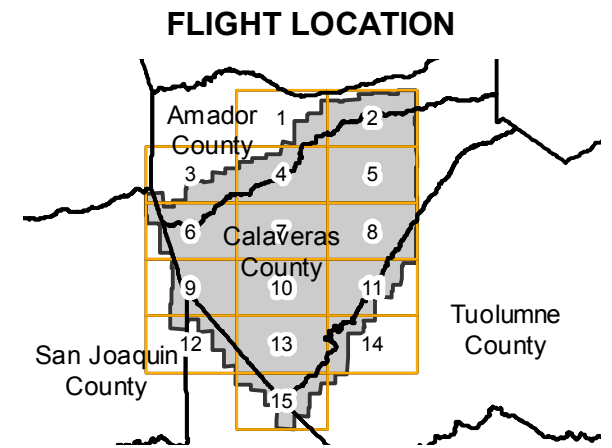 FLIGHT LOCATION
Amador
County
1
2
3
4
5
6
7
8
Calaveras
County
9
10
11
12
13
14
San Joaquin
County
Tuolumne
County
15